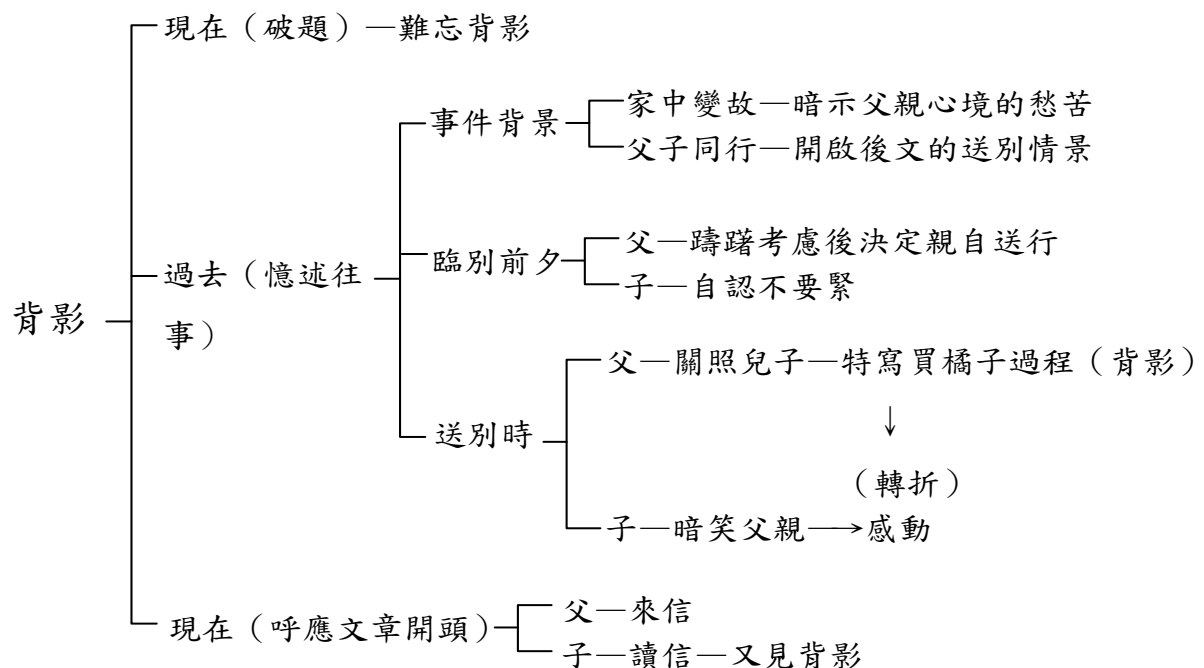 現在（破題）—難忘背影
家中變故—暗示父親心境的愁苦
事件背景
父子同行—開啟後文的送別情景
父—躊躇考慮後決定親自送行
臨別前夕
子—自認不要緊
過去（憶述往
事）
背影
父—關照兒子—特寫買橘子過程（背影）
↓
送別時
（轉折）
子—暗笑父親→感動
父—來信
現在（呼應文章開頭）
子—讀信—又見背影